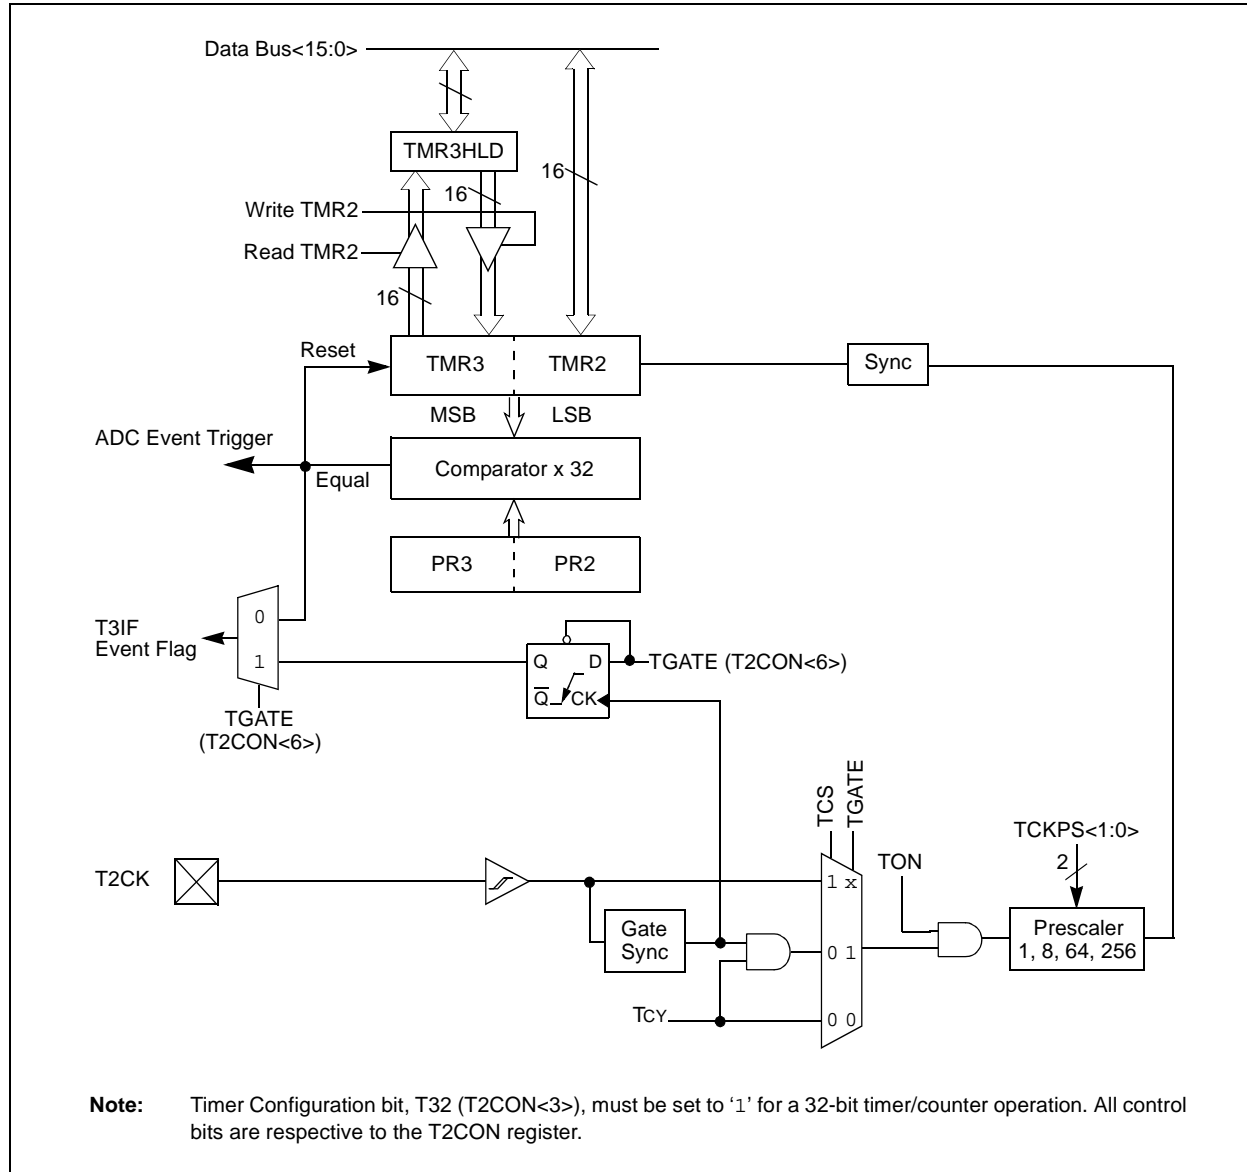 Data Bus<15:0>
TMR3HLD
16
16
Write TMR2
Read TMR2
16
Reset
TMR3
TMR2
Sync
MSB
LSB
ADC Event Trigger
Equal
Comparator x 32
PR3
PR2
0
T3IF
Event Flag
1
Q
D
TGATE (T2CON<6>)
Q
CK
TGATE
(T2CON<6>)
TCS
TGATE
TCKPS<1:0>
2
T2CK
TON
1 x
Gate
Sync
0 1
Prescaler
1, 8, 64, 256
TCY
0 0
Note: Timer Configuration bit, T32 (T2CON<3>), must be set to ‘1’ for a 32-bit timer/counter operation. All control
bits are respective to the T2CON register.